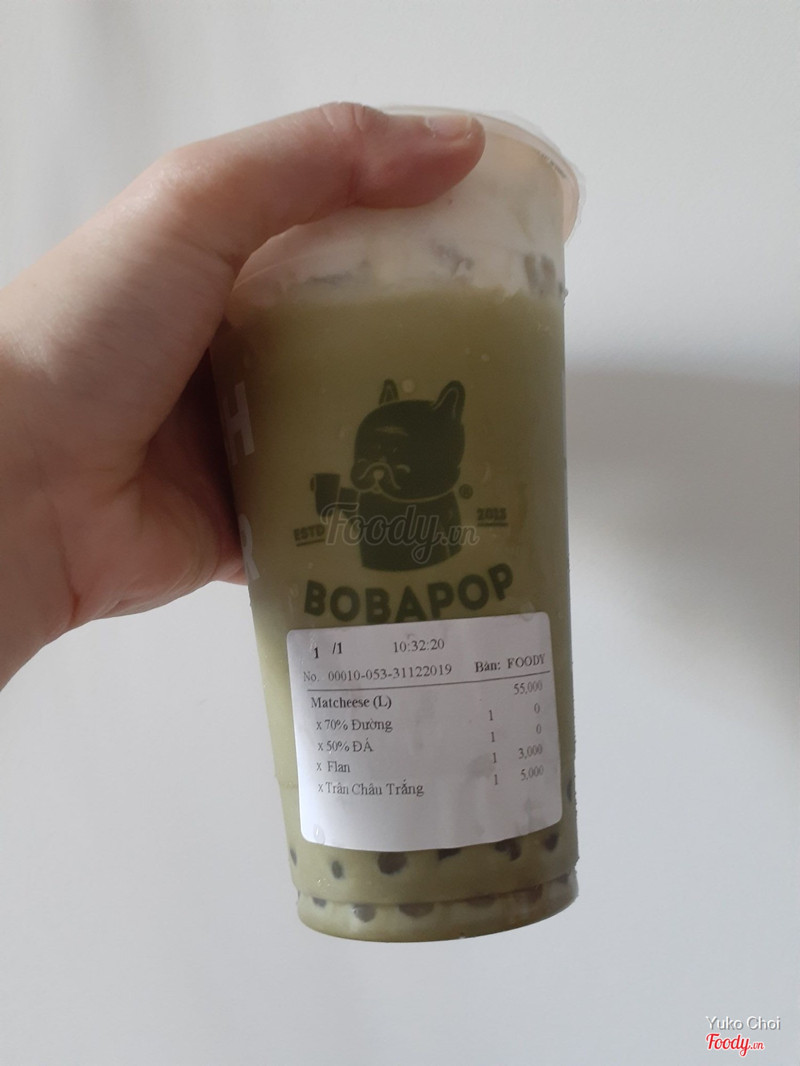 H
R
ESTD 2013
®
BOBAPOP
1 /1 10:32:20
No. 00010-053-31122019 Bàn: FOODY
Matcheese (L) 55,000
x 70% Đường 1 0
x 50% ĐÁ 1 0
x Flan 1 3,000
x Trân Châu Trắng 1 5,000
Foody.vn
Yuko Choi
Foody.vn